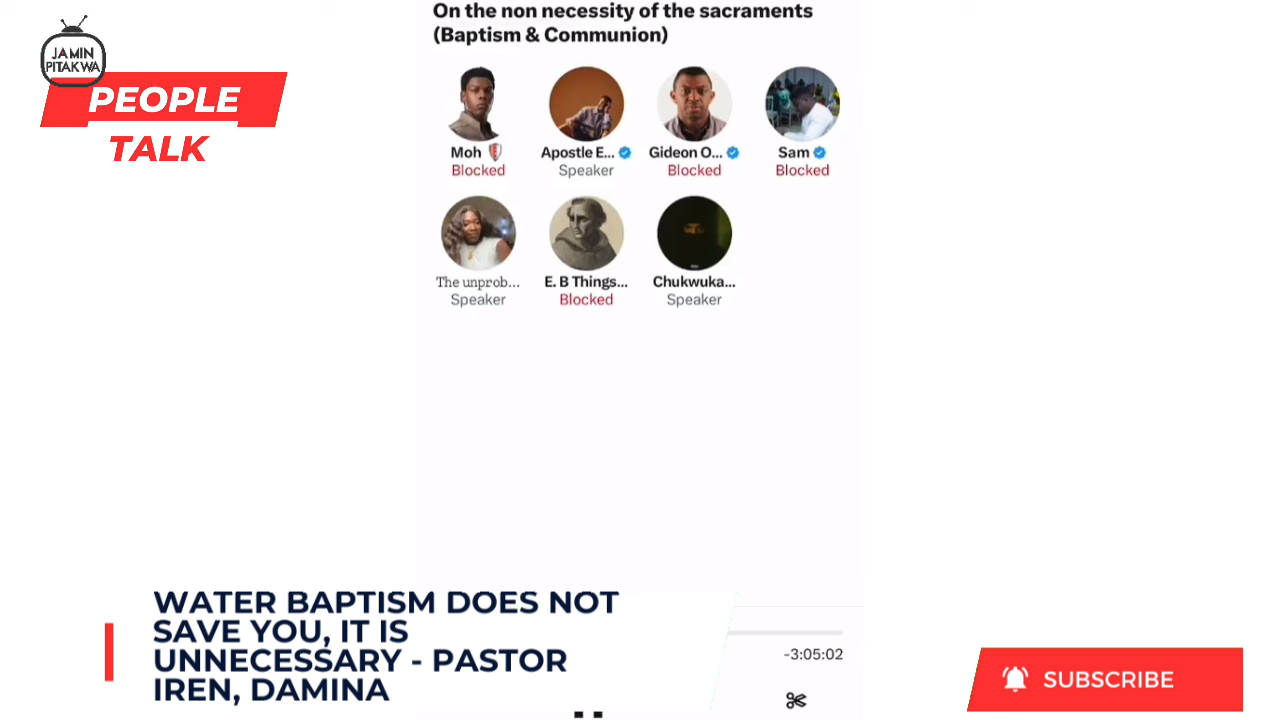 On the non necessity of the sacraments
(Baptism & Communion)
JAMIN
PITAKWA
PEOPLE
TALK
Moh
Blocked
Apostle E...
Speaker
Gideon O...
Blocked
Sam
Blocked
The unprob...
Speaker
E. B Things...
Blocked
Chukwuka...
Speaker
WATER BAPTISM DOES NOT
SAVE YOU, IT IS
UNNECESSARY - PASTOR
IREN, DAMINA
-3:05:02
SUBSCRIBE